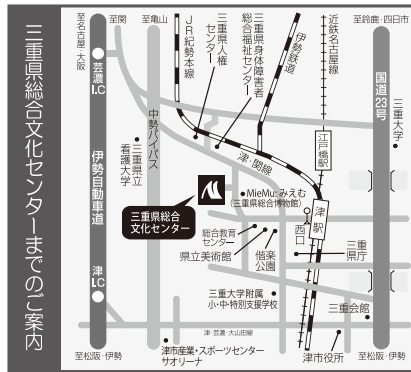 三重県総合文化センターまでのご案内
至名古屋・大阪
至関
至亀山
JR紀勢本線
三重県人権
センター
三重県身体障害者
総合福祉センター
伊勢鉄道
近鉄名古屋線
至鈴鹿・四日市
芸濃
I.C
中勢バイパス
三重県立
看護大学
国道23号
三重大学
江戸橋駅
津・関線
伊勢自動車道
MieMu:みえむ
(三重県総合博物館)
三重県総合
文化センター
津駅
西口
総合教育
センター
県立美術館
偕楽
公園
三重
県庁
津
I.C
三重大学附属
小・中・特別支援学校
三重会館
津・芸濃・大山田線
至松阪・伊勢
津市産業・スポーツセンター
サオリーナ
津市役所
至松阪・伊勢